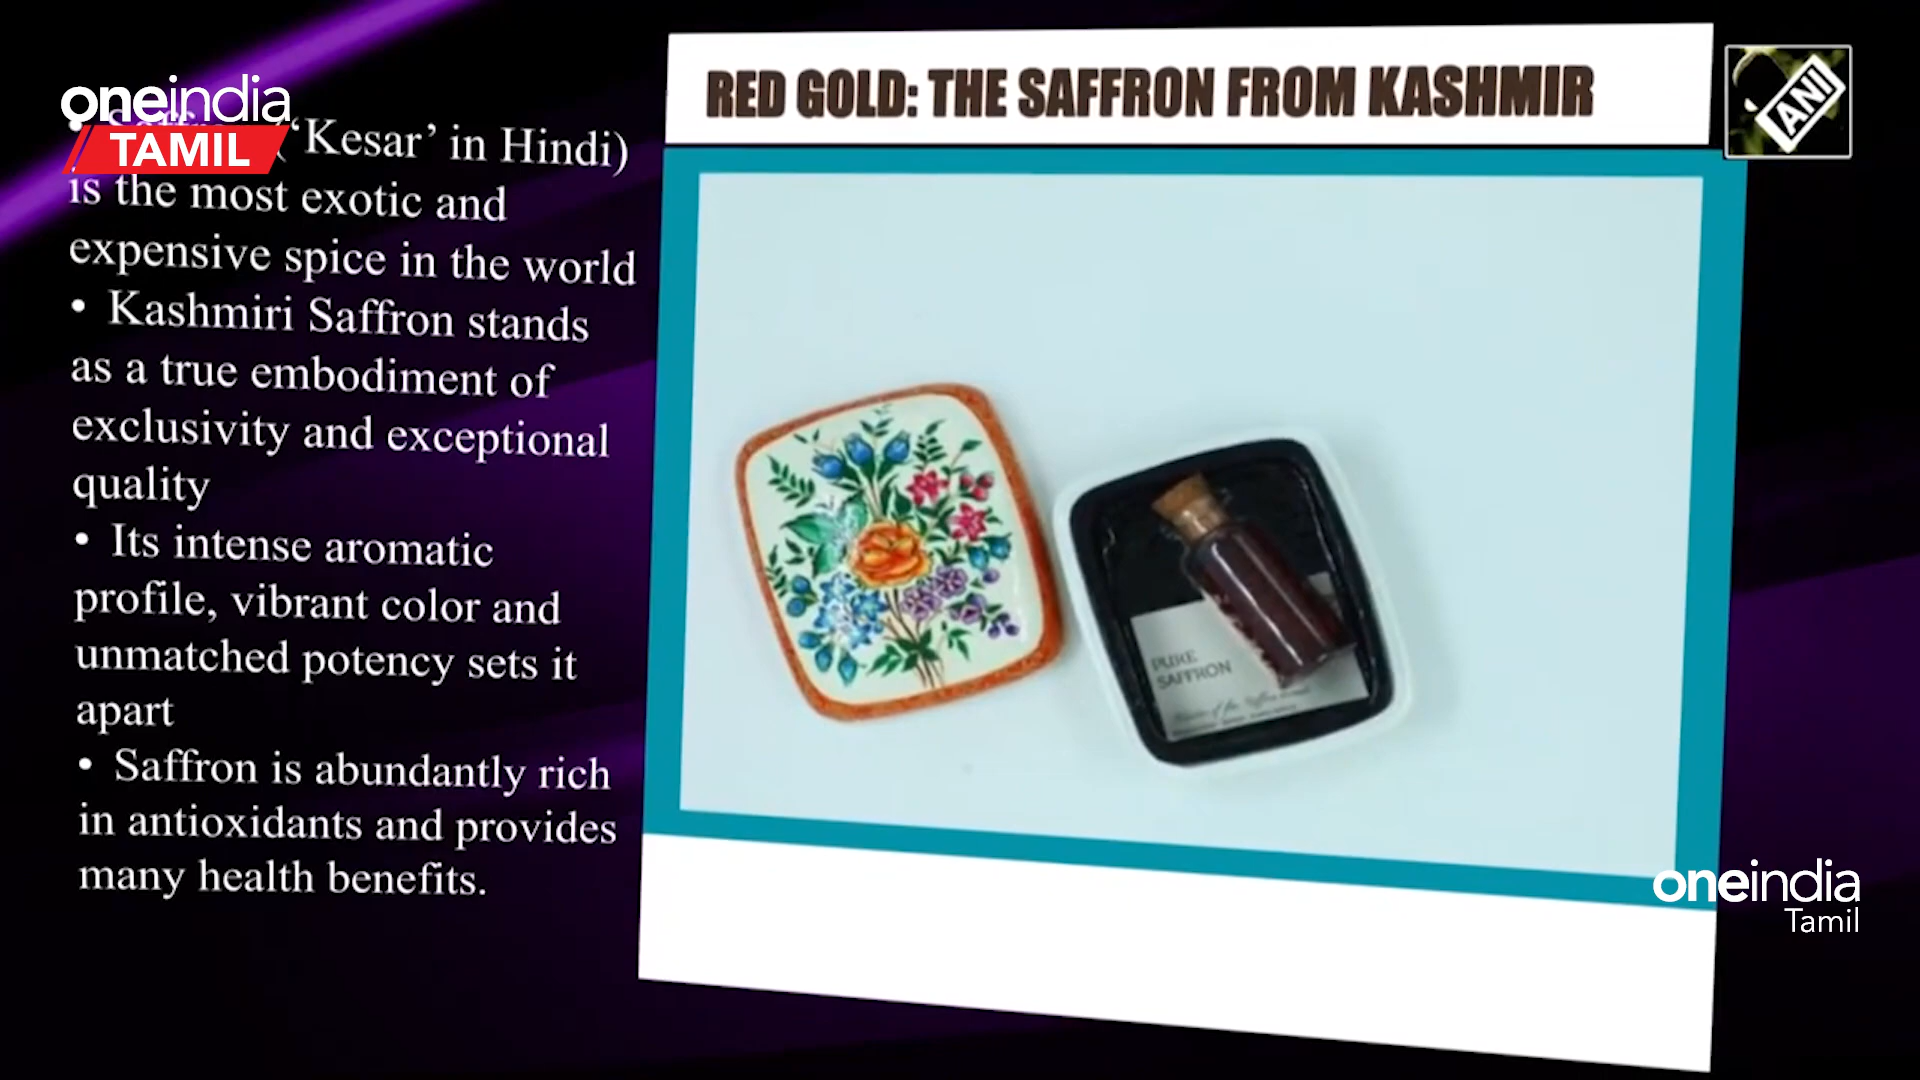 oneindia
TAMIL
• Saffron (‘Kesar’ in Hindi)
is the most exotic and
expensive spice in the world
• Kashmiri Saffron stands
as a true embodiment of
exclusivity and exceptional
quality
• Its intense aromatic
profile, vibrant color and
unmatched potency sets it
apart
• Saffron is abundantly rich
in antioxidants and provides
many health benefits.
RED GOLD: THE SAFFRON FROM KASHMIR
ANI
PURE
SAFFRON
oneindia
Tamil